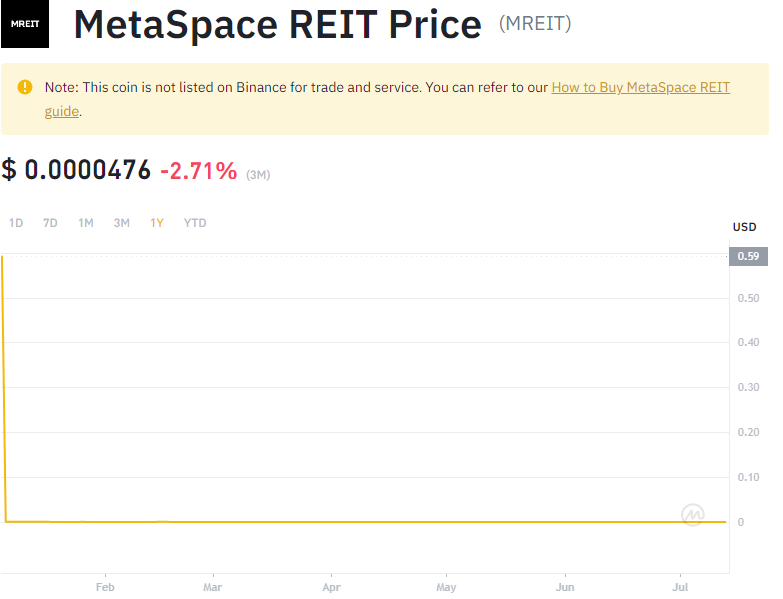 MREIT
MetaSpace REIT Price (MREIT)
Note: This coin is not listed on Binance for trade and service. You can refer to our How to Buy MetaSpace REIT
guide.
$ 0.0000476 -2.71% (3M)
1D 7D 1M 3M 1Y YTD
USD
0.59
0.50
0.40
0.30
0.20
0.10
0
Feb Mar Apr May Jun Jul